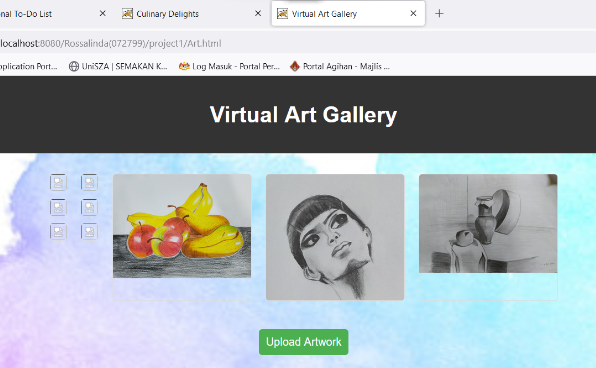 nal To-Do List
Culinary Delights
Virtual Art Gallery
localhost:8080/Rossalinda(072799)/project1/Art.html
pplication Port...
UniSZA | SEMAKAN K...
Log Masuk - Portal Per...
Portal Agihan - Majlis ...
Virtual Art Gallery
Upload Artwork